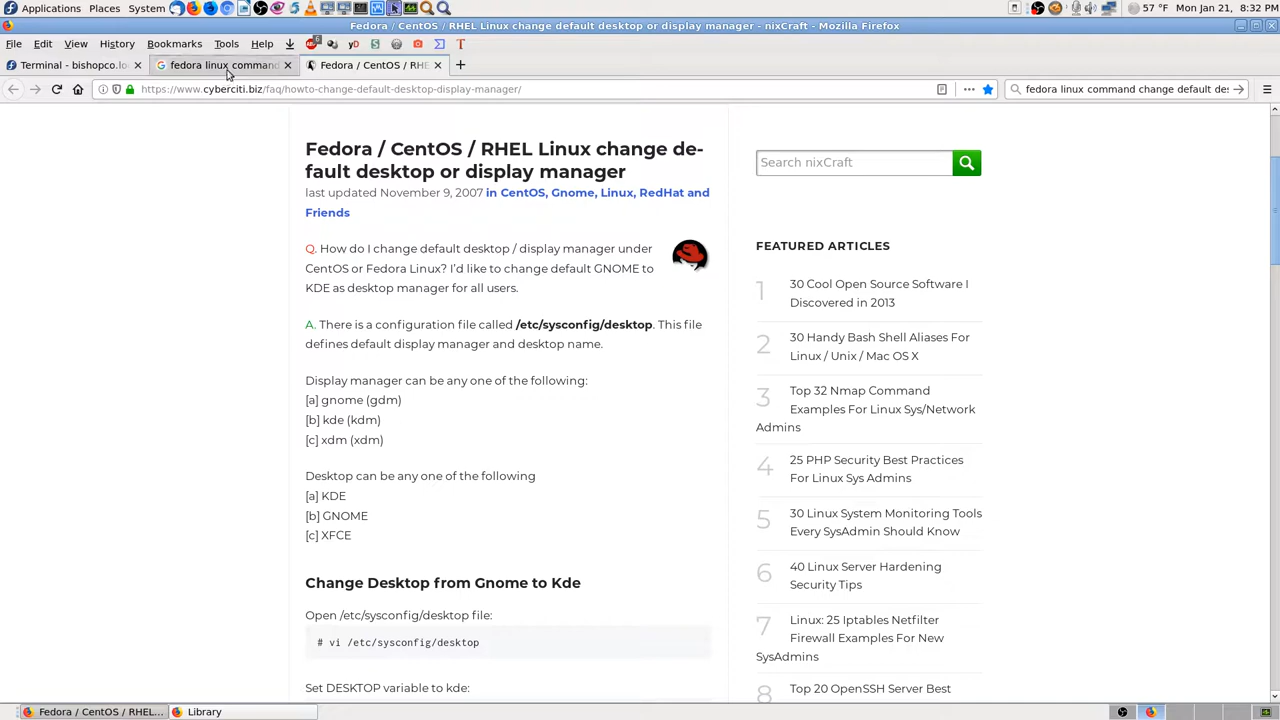 Applications Places System 57 °F Mon Jan 21, 8:32 PM
Fedora / CentOS / RHEL Linux change default desktop or display manager - nixCraft - Mozilla Firefox
File Edit View History Bookmarks Tools Help
Terminal - bishopco.lo
fedora linux command
Fedora / CentOS / RHE
https://www.cyberciti.biz/faq/howto-change-default-desktop-display-manager/
fedora linux command change default de
Fedora / CentOS / RHEL Linux change de-
fault desktop or display manager
last updated November 9, 2007 in CentOS, Gnome, Linux, RedHat and
Friends
Q. How do I change default desktop / display manager under
CentOS or Fedora Linux? I'd like to change default GNOME to
KDE as desktop manager for all users.
A. There is a configuration file called /etc/sysconfig/desktop. This file
defines default display manager and desktop name.
Display manager can be any one of the following:
[a] gnome (gdm)
[b] kde (kdm)
[c] xdm (xdm)
Desktop can be any one of the following
[a] KDE
[b] GNOME
[c] XFCE
Change Desktop from Gnome to Kde
Open /etc/sysconfig/desktop file:
# vi /etc/sysconfig/desktop
Set DESKTOP variable to kde:
Search nixCraft
FEATURED ARTICLES
1 30 Cool Open Source Software I
Discovered in 2013
2 30 Handy Bash Shell Aliases For
Linux / Unix / Mac OS X
3 Top 32 Nmap Command
Examples For Linux Sys/Network
Admins
4 25 PHP Security Best Practices
For Linux Sys Admins
5 30 Linux System Monitoring Tools
Every SysAdmin Should Know
6 40 Linux Server Hardening
Security Tips
7 Linux: 25 Iptables Netfilter
Firewall Examples For New
SysAdmins
8 Top 20 OpenSSH Server Best
Fedora / CentOS / RHEL...
Library